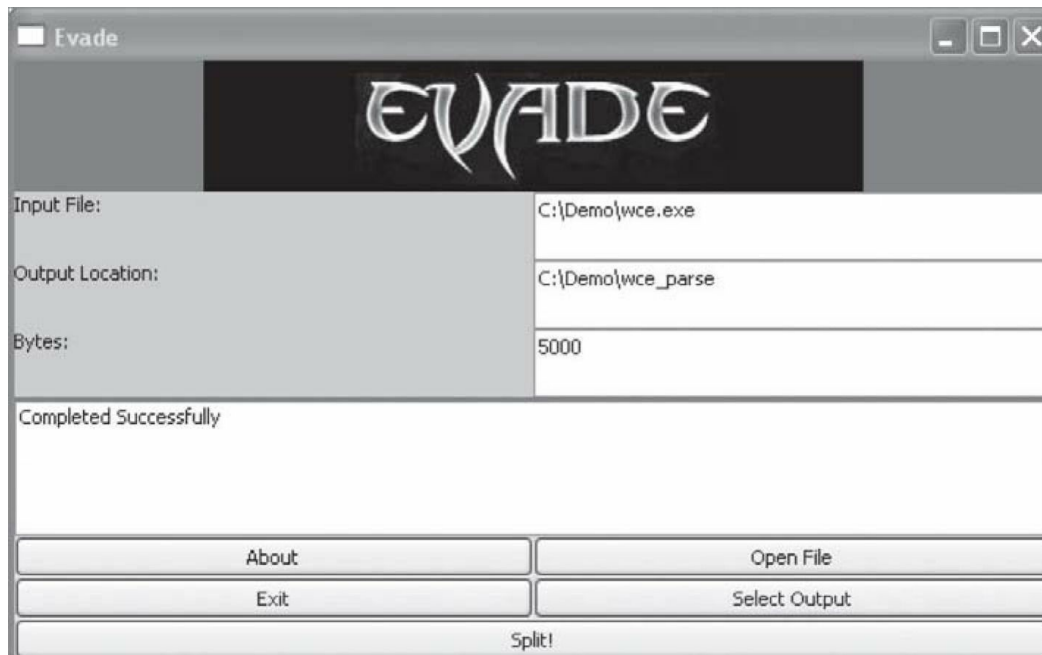 Evade
EVADE
Input File:
C:\Demo\wce.exe
Output Location:
C:\Demo\wce_parse
Bytes:
5000
Completed Successfully
About
Open File
Exit
Select Output
Split!